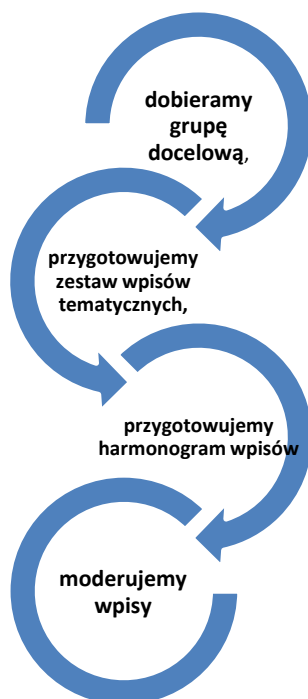 dobieramy
grupę
docelową,
przygotowujemy
zestaw wpisów
tematycznych,
przygotowujemy
harmonogram wpisów
moderujemy
wpisy